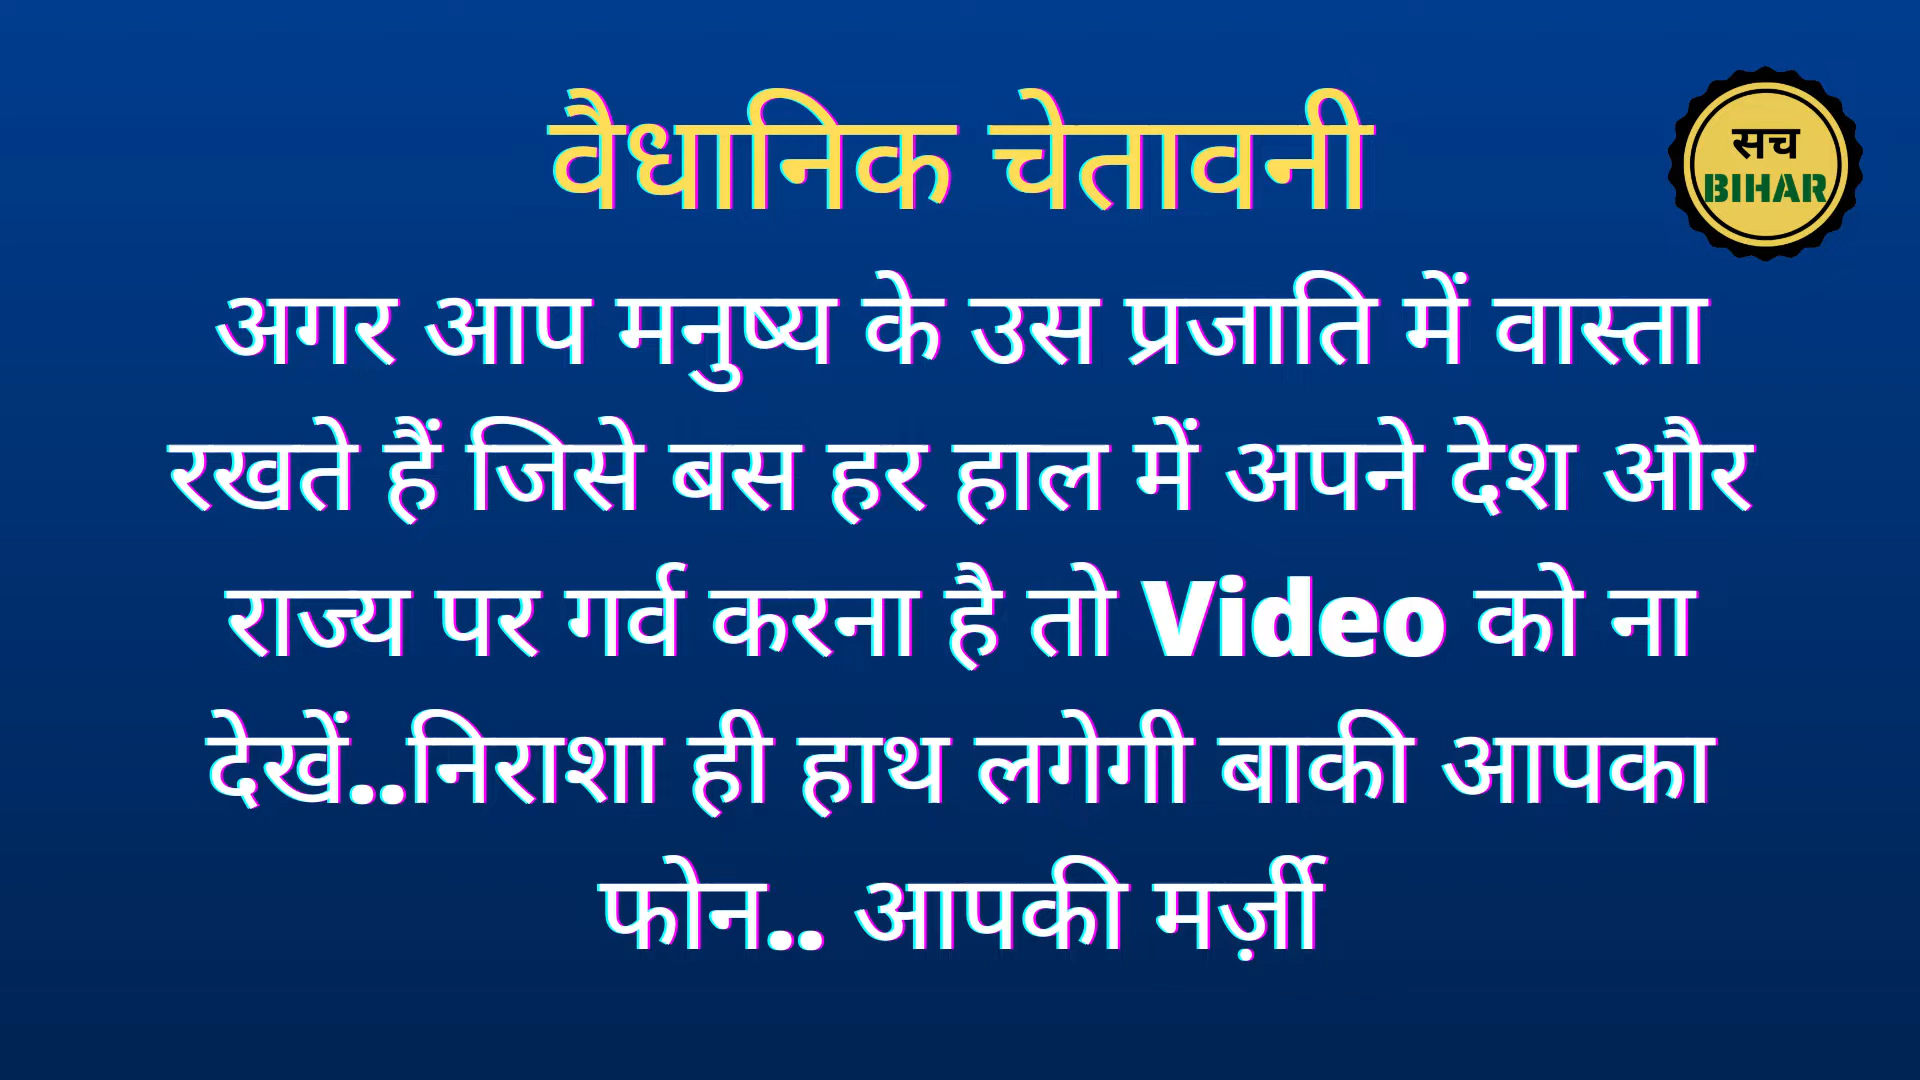 वैधानिक चेतावनी
सच
BIHAR
अगर आप मनुष्य के उस प्रजाति में वास्ता
रखते हैं जिसे बस हर हाल में अपने देश और
राज्य पर गर्व करना है तो Video को ना
देखें..निराशा ही हाथ लगेगी बाकी आपका
फोन.. आपकी मर्ज़ी